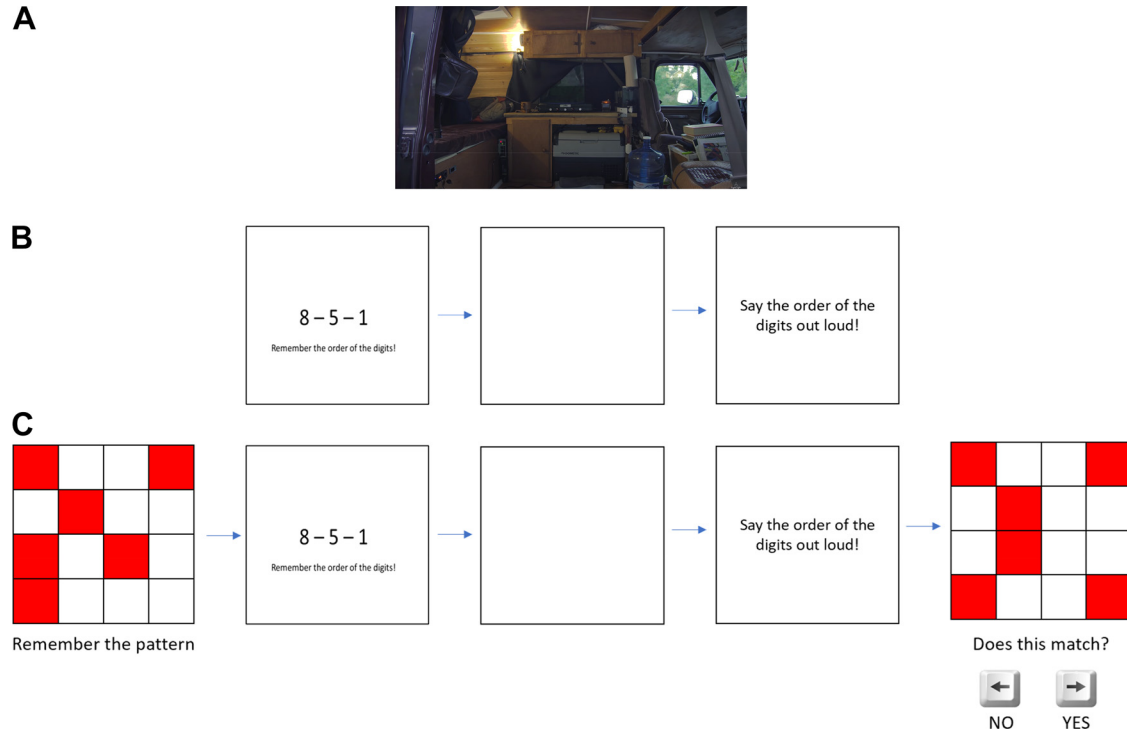 A
B
8 – 5 – 1
Remember the order of the digits!
Say the order of the
digits out loud!
C
8 – 5 – 1
Remember the order of the digits!
Say the order of the
digits out loud!
Remember the pattern
Does this match?
NO
YES